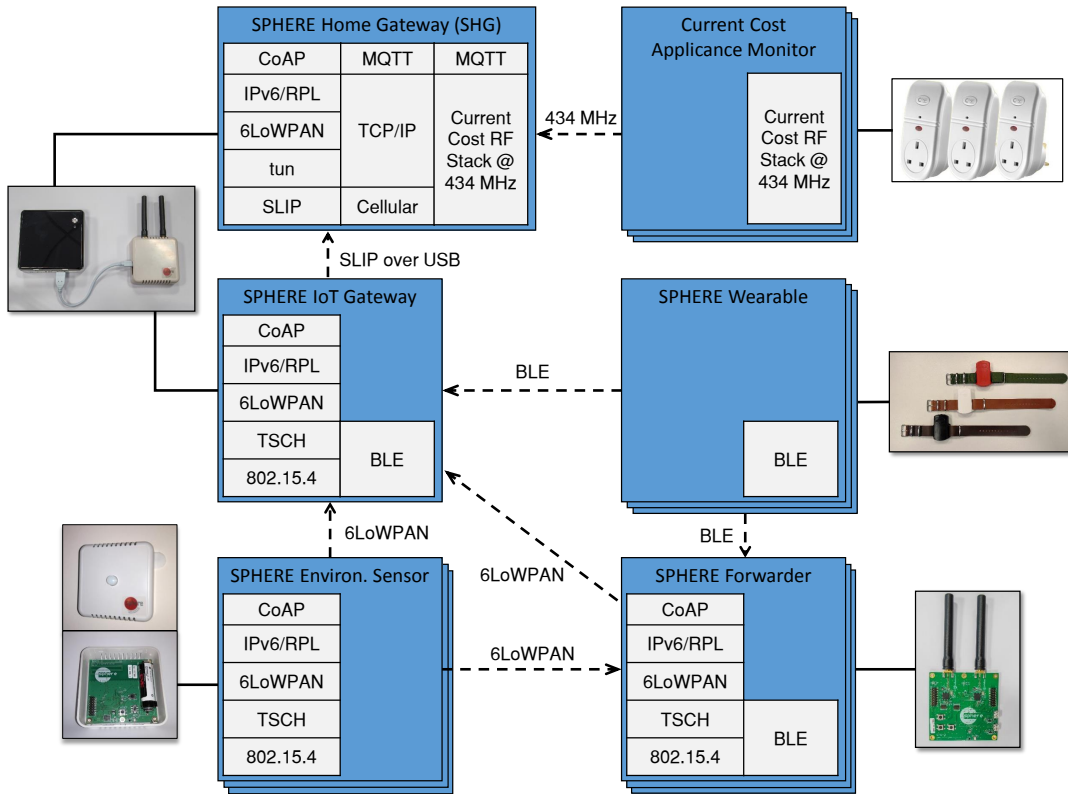 SPHERE Home Gateway (SHG)
CoAP
MQTT
MQTT
IPv6/RPL
6LoWPAN
tun
SLIP
TCP/IP
Cellular
Current
Cost RF
Stack @
434 MHz
434 MHz
Current Cost
Applicance Monitor
Current
Cost RF
Stack @
434 MHz
SLIP over USB
SPHERE IoT Gateway
CoAP
IPv6/RPL
6LoWPAN
TSCH
802.15.4
BLE
BLE
SPHERE Wearable
BLE
6LoWPAN
6LoWPAN
BLE
SPHERE Environ. Sensor
CoAP
IPv6/RPL
6LoWPAN
TSCH
802.15.4
6LoWPAN
SPHERE Forwarder
CoAP
IPv6/RPL
6LoWPAN
TSCH
802.15.4
BLE